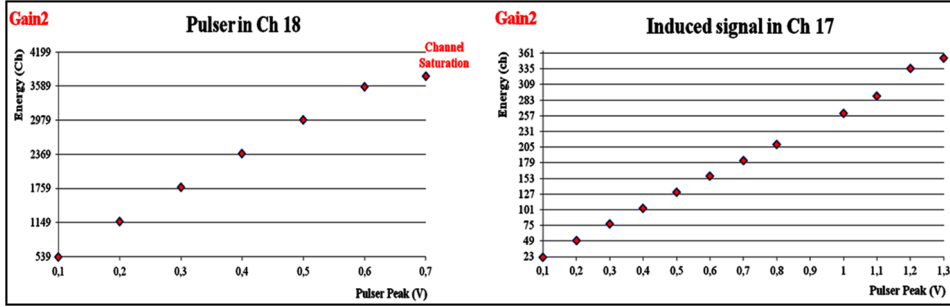 Gain2
Pulser in Ch 18
Energy (Ch)
Channel
Saturation
4199
3589
2979
2369
1759
1149
539
0,1 0,2 0,3 0,4 0,5 0,6 0,7
Pulser Peak (V)
Gain2
Induced signal in Ch 17
Energy (ch)
361
335
309
283
257
231
205
179
153
127
101
75
49
23
0,1 0,2 0,3 0,4 0,5 0,6 0,7 0,8 0,9 1 1,1 1,2 1,3
Pulser Peak (V)